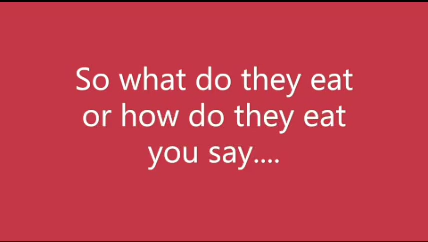 So what do they eat
or how do they eat
you say....